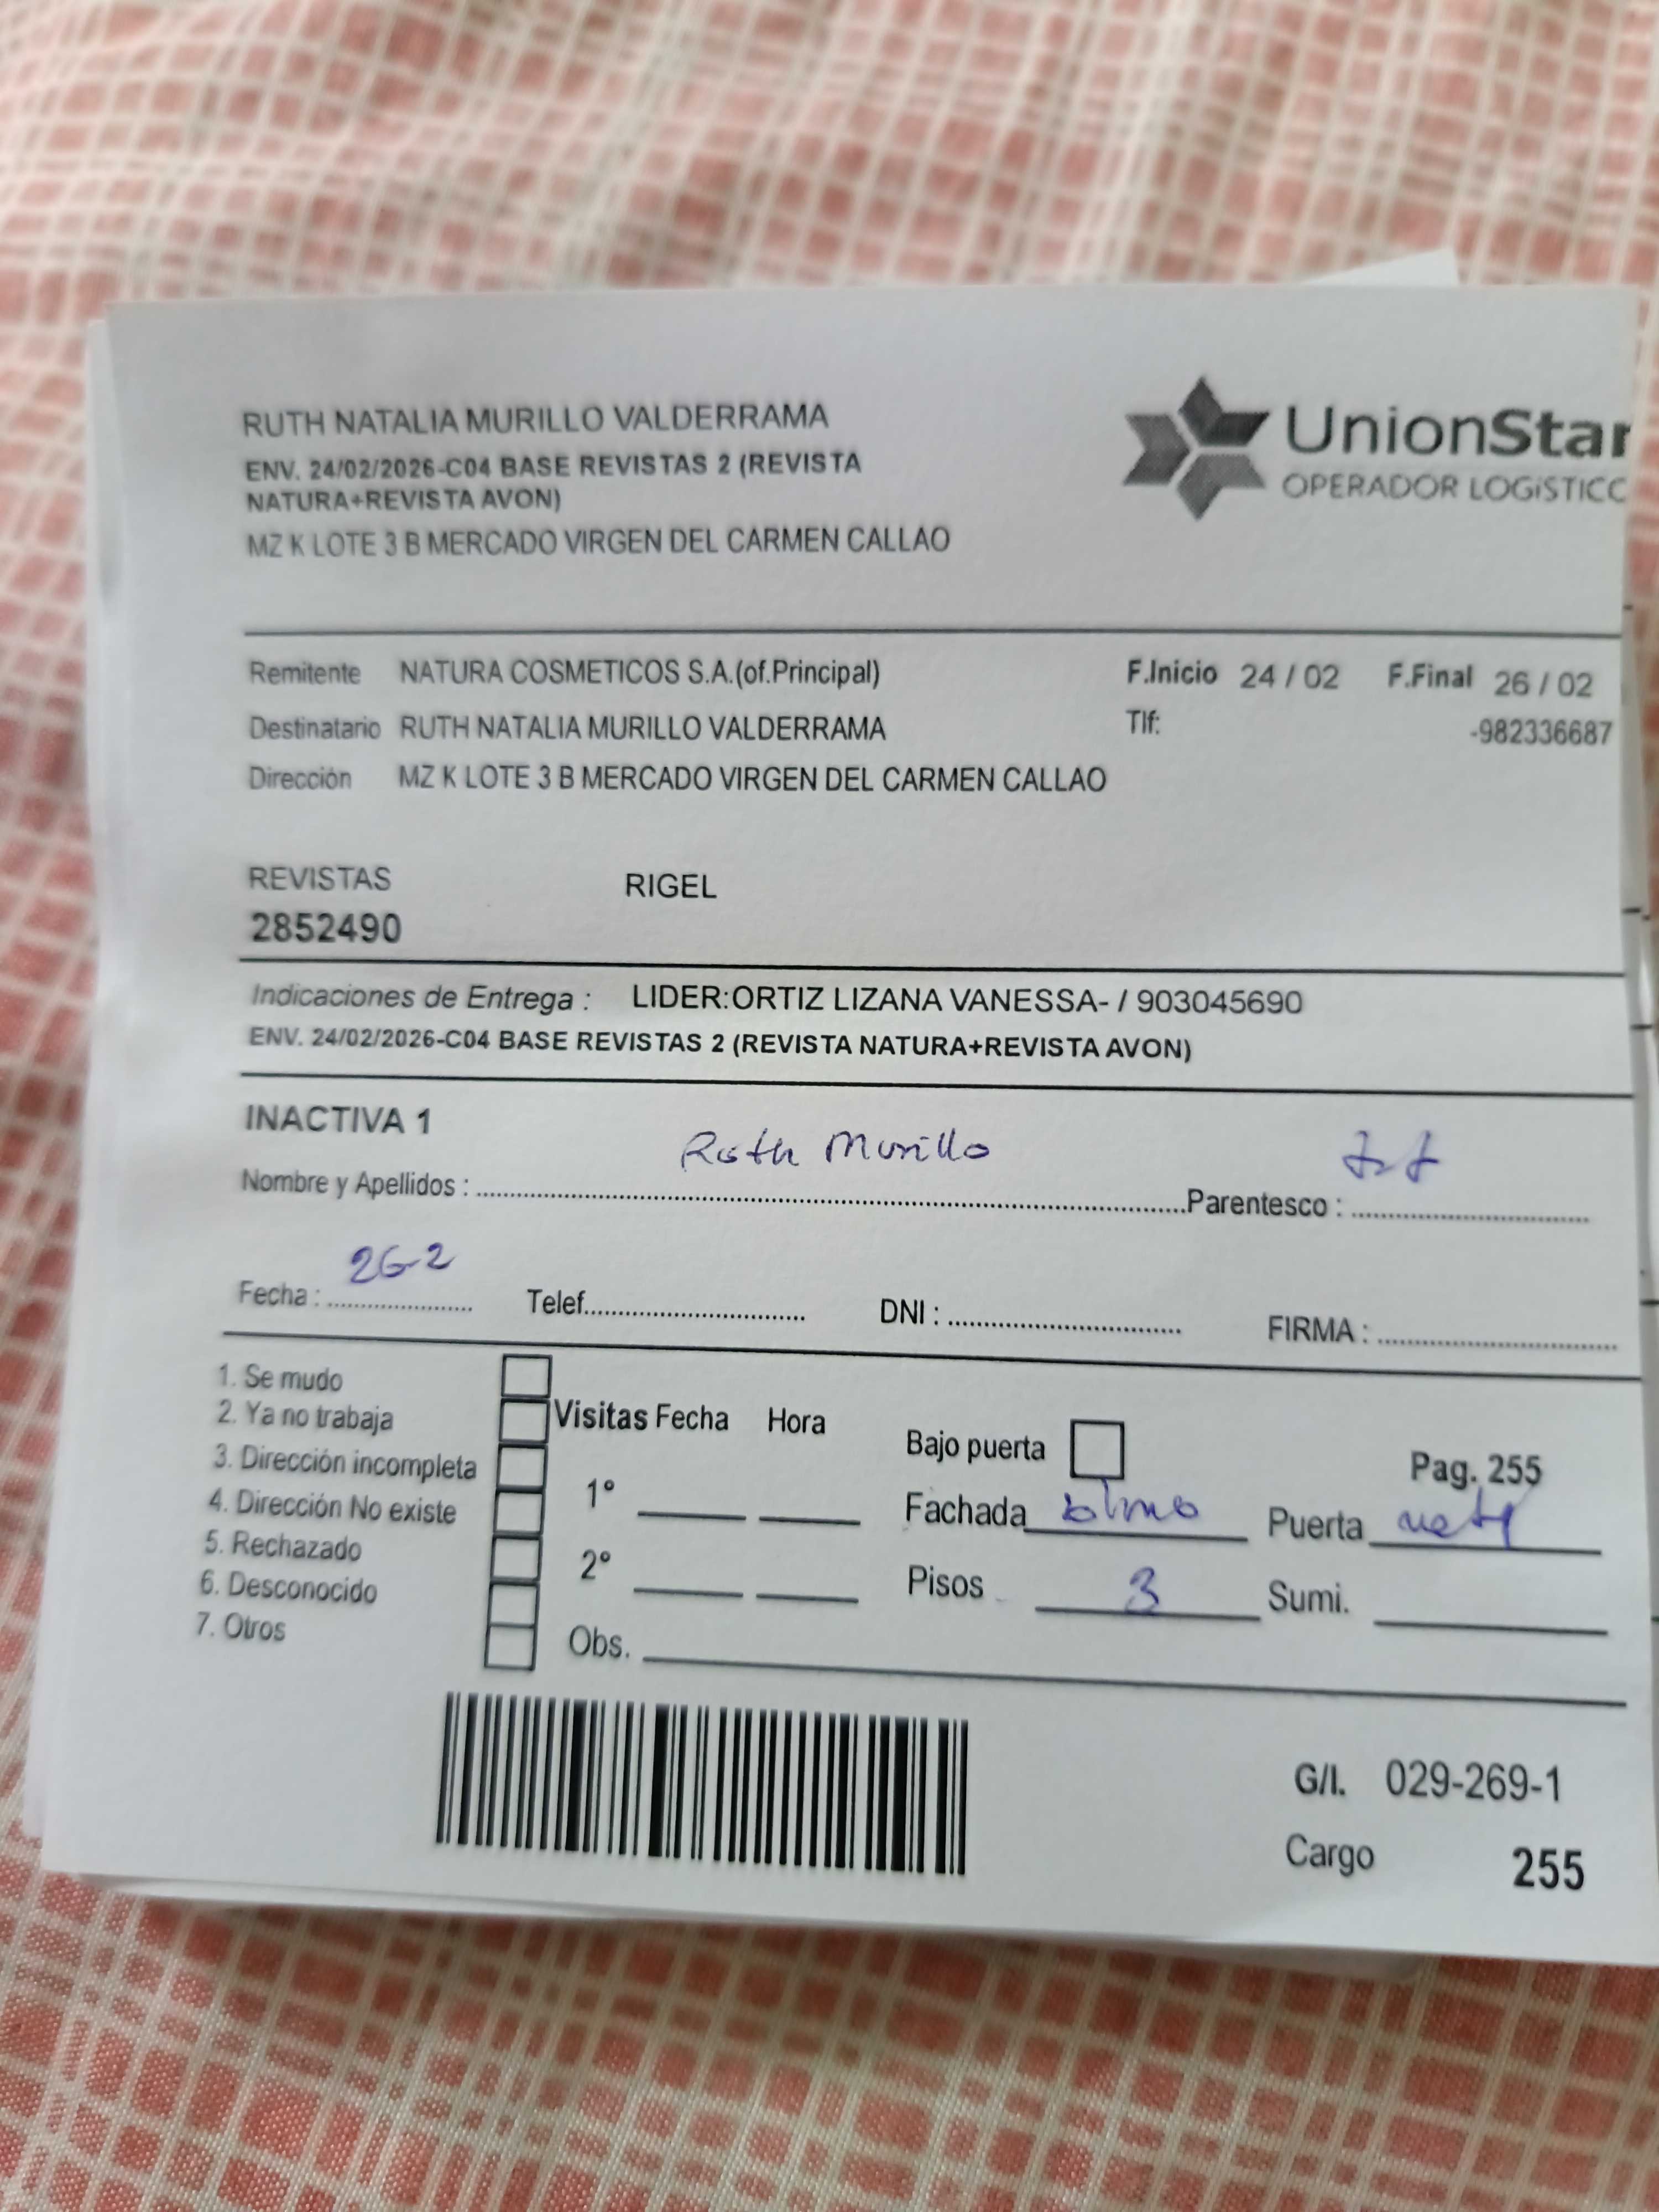 RUTH NATALIA MURILLO VALDERRAMA
ENV. 24/02/2026-C04 BASE REVISTAS 2 (REVISTA
NATURA+REVISTA AVON)
MZ K LOTE 3 B MERCADO VIRGEN DEL CARMEN CALLAO
UnionStar
OPERADOR LOGíSTICO
Remitente NATURA COSMETICOS S.A.(of.Principal) F.Inicio 24 / 02 F.Final 26 / 02
Destinatario RUTH NATALIA MURILLO VALDERRAMA Tlf: -982336687
Dirección MZ K LOTE 3 B MERCADO VIRGEN DEL CARMEN CALLAO
REVISTAS RIGEL
2852490
Indicaciones de Entrega : LIDER:ORTIZ LIZANA VANESSA- / 903045690
ENV. 24/02/2026-C04 BASE REVISTAS 2 (REVISTA NATURA+REVISTA AVON)
INACTIVA 1
Nombre y Apellidos : Ruth Murillo Parentesco :
Fecha : 26-2 Telef. DNI : FIRMA :
1. Se mudo
2. Ya no trabaja
3. Dirección incompleta
4. Dirección No existe
5. Rechazado
6. Desconocido
7. Otros
Visitas Fecha Hora
1°
2°
Obs.
Bajo puerta
Pag. 255
Fachada Puerta
Pisos 3 Sumi.
G/I. 029-269-1
Cargo 255